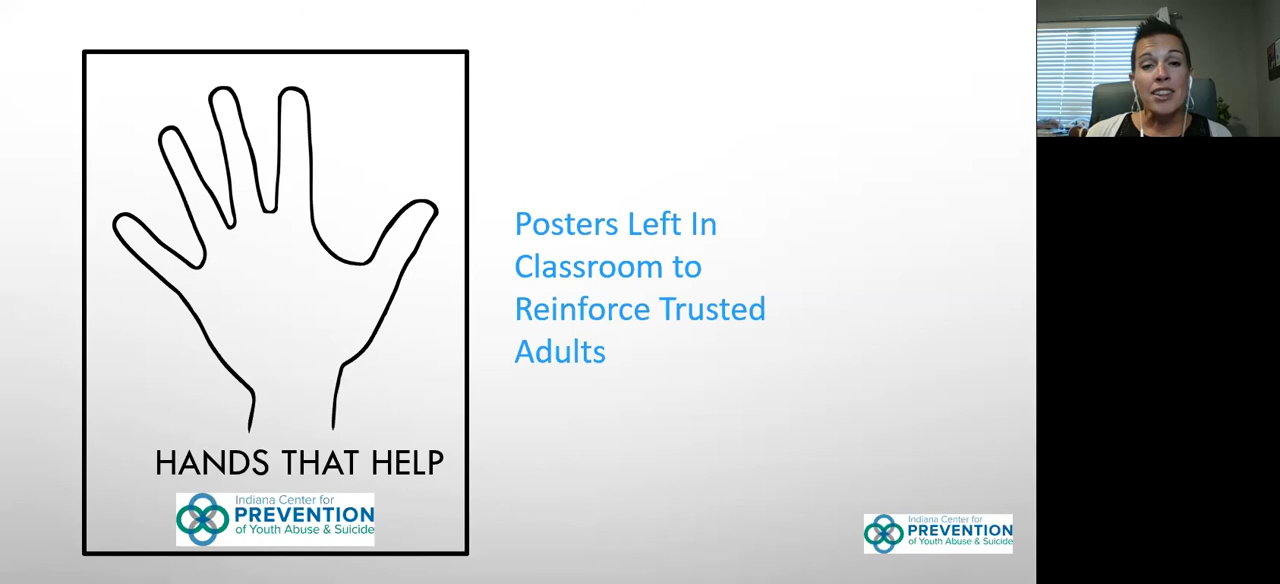 HANDS THAT HELP
Indiana Center for
PREVENTION
of Youth Abuse & Suicide
Posters Left In
Classroom to
Reinforce Trusted
Adults
Indiana Center for
PREVENTION
of Youth Abuse & Suicide